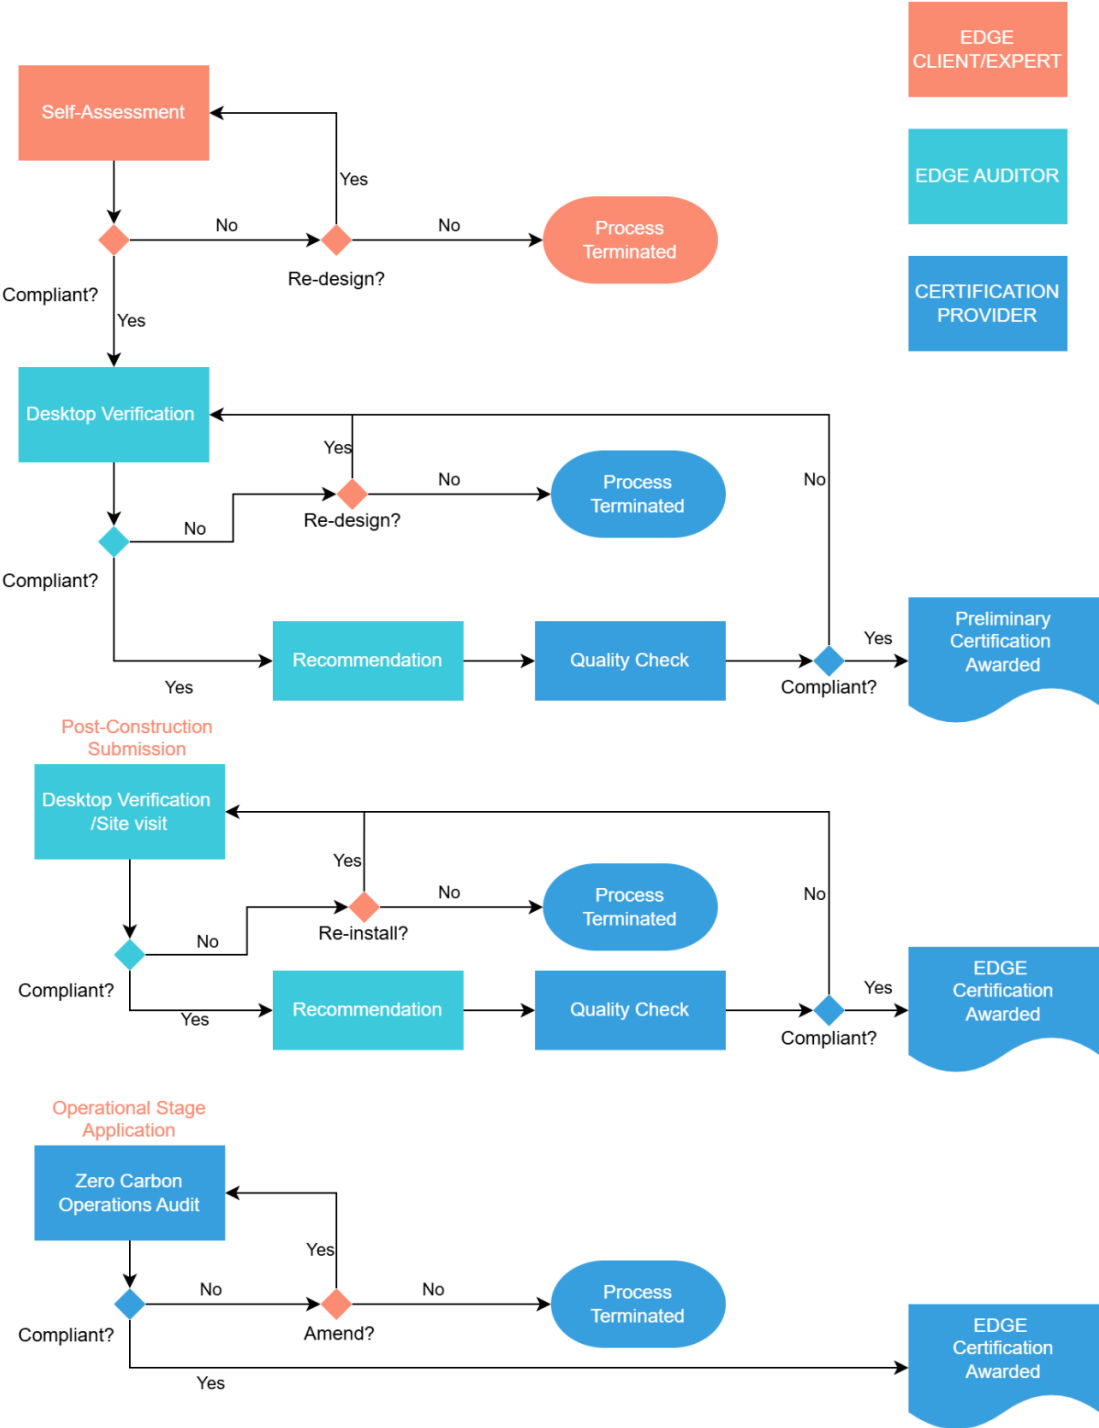 EDGE
CLIENT/EXPERT
Self-Assessment
EDGE AUDITOR
Yes
No
No
Process
Terminated
Re-design?
Compliant?
Yes
CERTIFICATION
PROVIDER
Desktop Verification
Yes
No
Process
Terminated
No
Re-design?
No
Compliant?
Recommendation
Quality Check
Yes
Preliminary
Certification
Awarded
Yes
Compliant?
Post-Construction
Submission
Desktop Verification
/Site visit
Yes
No
Process
Terminated
No
Re-install?
No
Compliant?
Yes
Recommendation
Quality Check
Yes
EDGE
Certification
Awarded
Compliant?
Operational Stage
Application
Zero Carbon
Operations Audit
Yes
No
No
Process
Terminated
Compliant?
Amend?
Yes
EDGE
Certification
Awarded